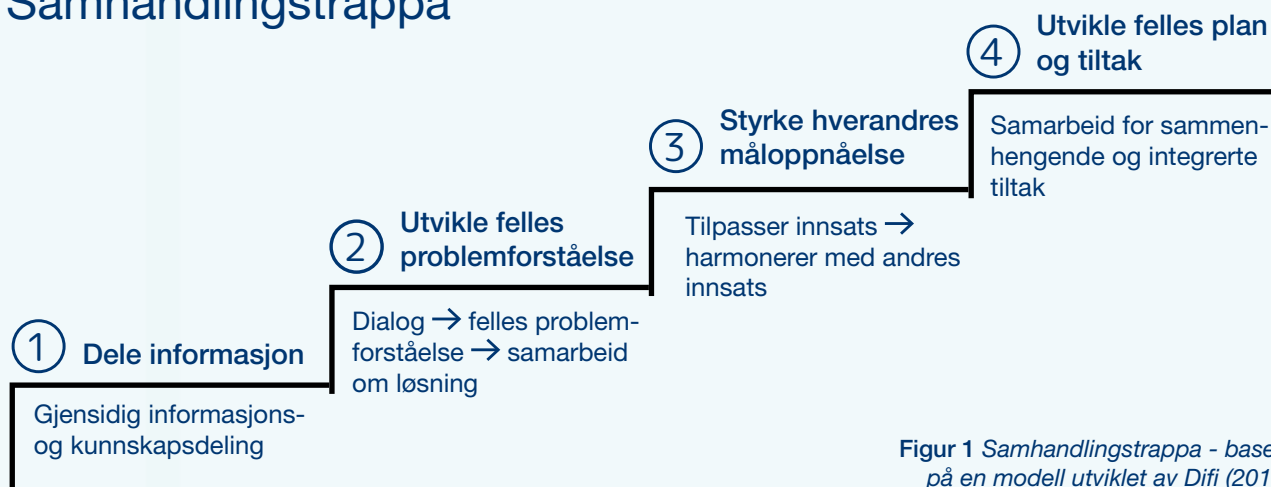 Samhandlingstrappa
1 Dele informasjon
Gjensidig informasjons-
og kunnskapsdeling
2 Utvikle felles
problemforståelse
Dialog → felles problem-
forståelse → samarbeid
om løsning
3 Styrke hverandres
måloppnåelse
Tilpasser innsats →
harmonerer med andres
innsats
4 Utvikle felles plan
og tiltak
Samarbeid for sammen-
hengende og integrerte
tiltak
Figur 1 Samhandlingstrappa - base
på en modell utviklet av Difi (201